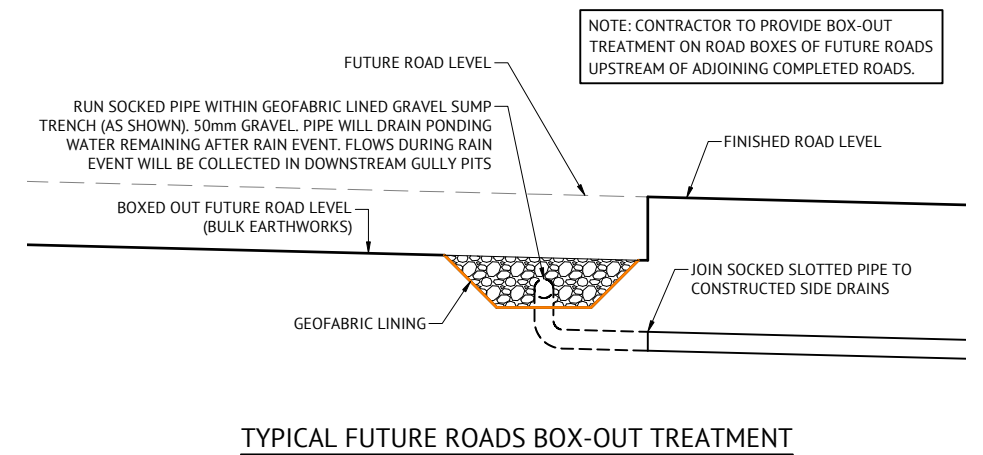 NOTE: CONTRACTOR TO PROVIDE BOX-OUT
TREATMENT ON ROAD BOXES OF FUTURE ROADS
UPSTREAM OF ADJOINING COMPLETED ROADS.
FUTURE ROAD LEVEL
RUN SOCKED PIPE WITHIN GEOFABRIC LINED GRAVEL SUMP
TRENCH (AS SHOWN). 50mm GRAVEL. PIPE WILL DRAIN PONDING
WATER REMAINING AFTER RAIN EVENT. FLOWS DURING RAIN
EVENT WILL BE COLLECTED IN DOWNSTREAM GULLY PITS
FINISHED ROAD LEVEL
BOXED OUT FUTURE ROAD LEVEL
(BULK EARTHWORKS)
JOIN SOCKED SLOTTED PIPE TO
CONSTRUCTED SIDE DRAINS
GEOFABRIC LINING
TYPICAL FUTURE ROADS BOX-OUT TREATMENT